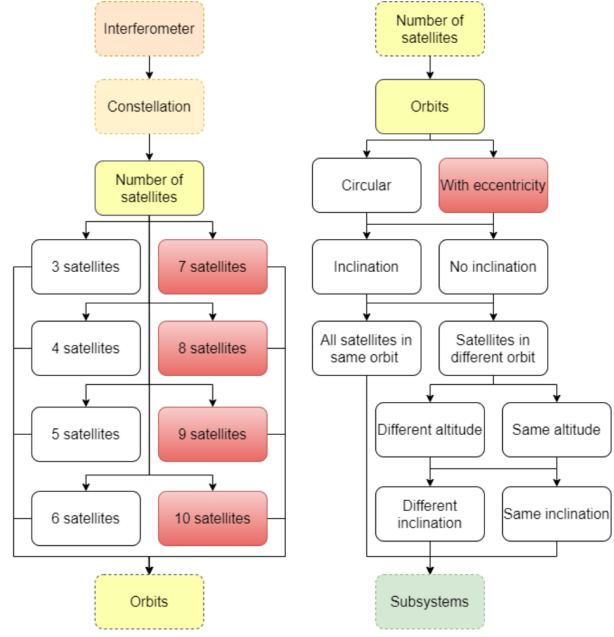 Interferometer
Constellation
Number of
satellites
3 satellites
7 satellites
4 satellites
8 satellites
5 satellites
9 satellites
6 satellites
10 satellites
Orbits
Number of
satellites
Orbits
Circular
With eccentricity
Inclination
No inclination
All satellites in
same orbit
Satellites in
different orbit
Different altitude
Same altitude
Different
inclination
Same inclination
Subsystems